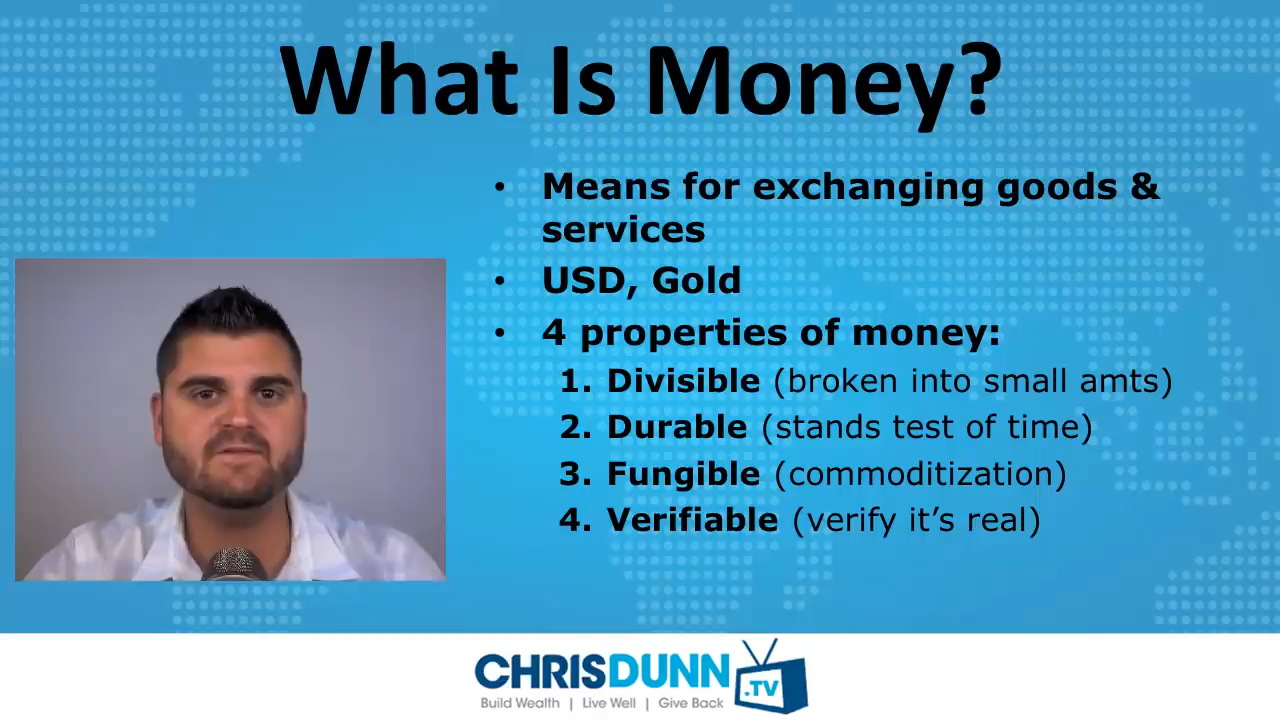 What Is Money?
• Means for exchanging goods &
services
• USD, Gold
• 4 properties of money:
1. Divisible (broken into small amts)
2. Durable (stands test of time)
3. Fungible (commoditization)
4. Verifiable (verify it’s real)
CHRISDUNN .TV
Build Wealth | Live Well | Give Back